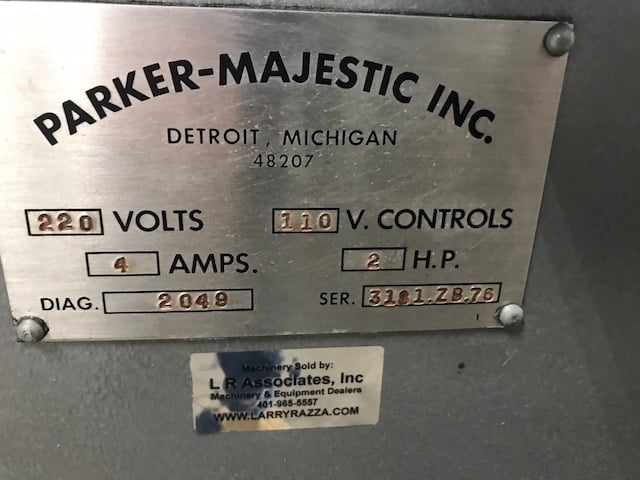 PARKER-MAJESTIC INC.
DETROIT, MICHIGAN
48207
220 VOLTS 110 V. CONTROLS
4 AMPS. 2 H.P.
DIAG. 2049 SER. 3181.ZB.76
1
Machinery Sold by:
L R Associates, Inc
Machinery & Equipment Dealers
401-965-5557
WWW.LARRYRAZZA.COM